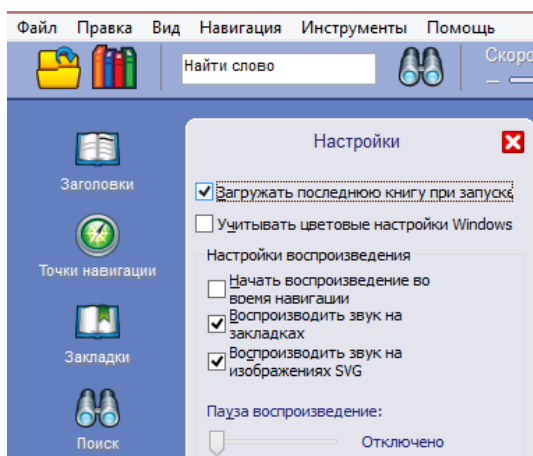 Файл Правка Вид Навигация Инструменты Помощь
Найти слово
Настройки
Заголовки
Загружать последнюю книгу при запуске
Учитывать цветовые настройки Windows
Точки навигации
Настройки воспроизведения
Начать воспроизведение во
время навигации
Воспроизводить звук на
закладках
Закладки
Воспроизводить звук на
изображениях SVG
Пауза воспроизведение:
Поиск
Отключено